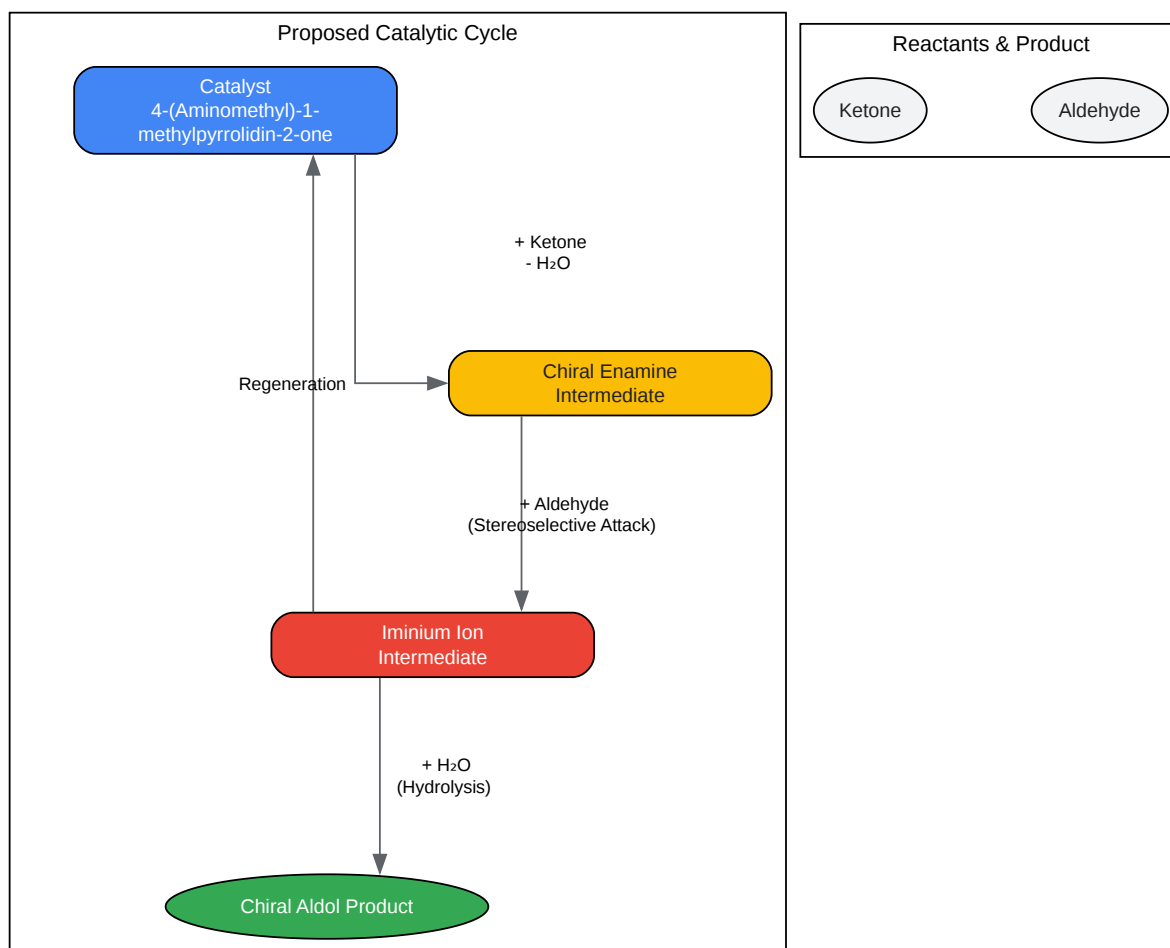 Proposed Catalytic Cycle
Catalyst
4-(Aminomethyl)-1-
methylpyrrolidin-2-one
+ Ketone
- H₂O
Regeneration
Chiral Enamine
Intermediate
+ Aldehyde
(Stereoselective Attack)
Iminium Ion
Intermediate
+ H₂O
(Hydrolysis)
Chiral Aldol Product
Reactants & Product
Ketone
Aldehyde